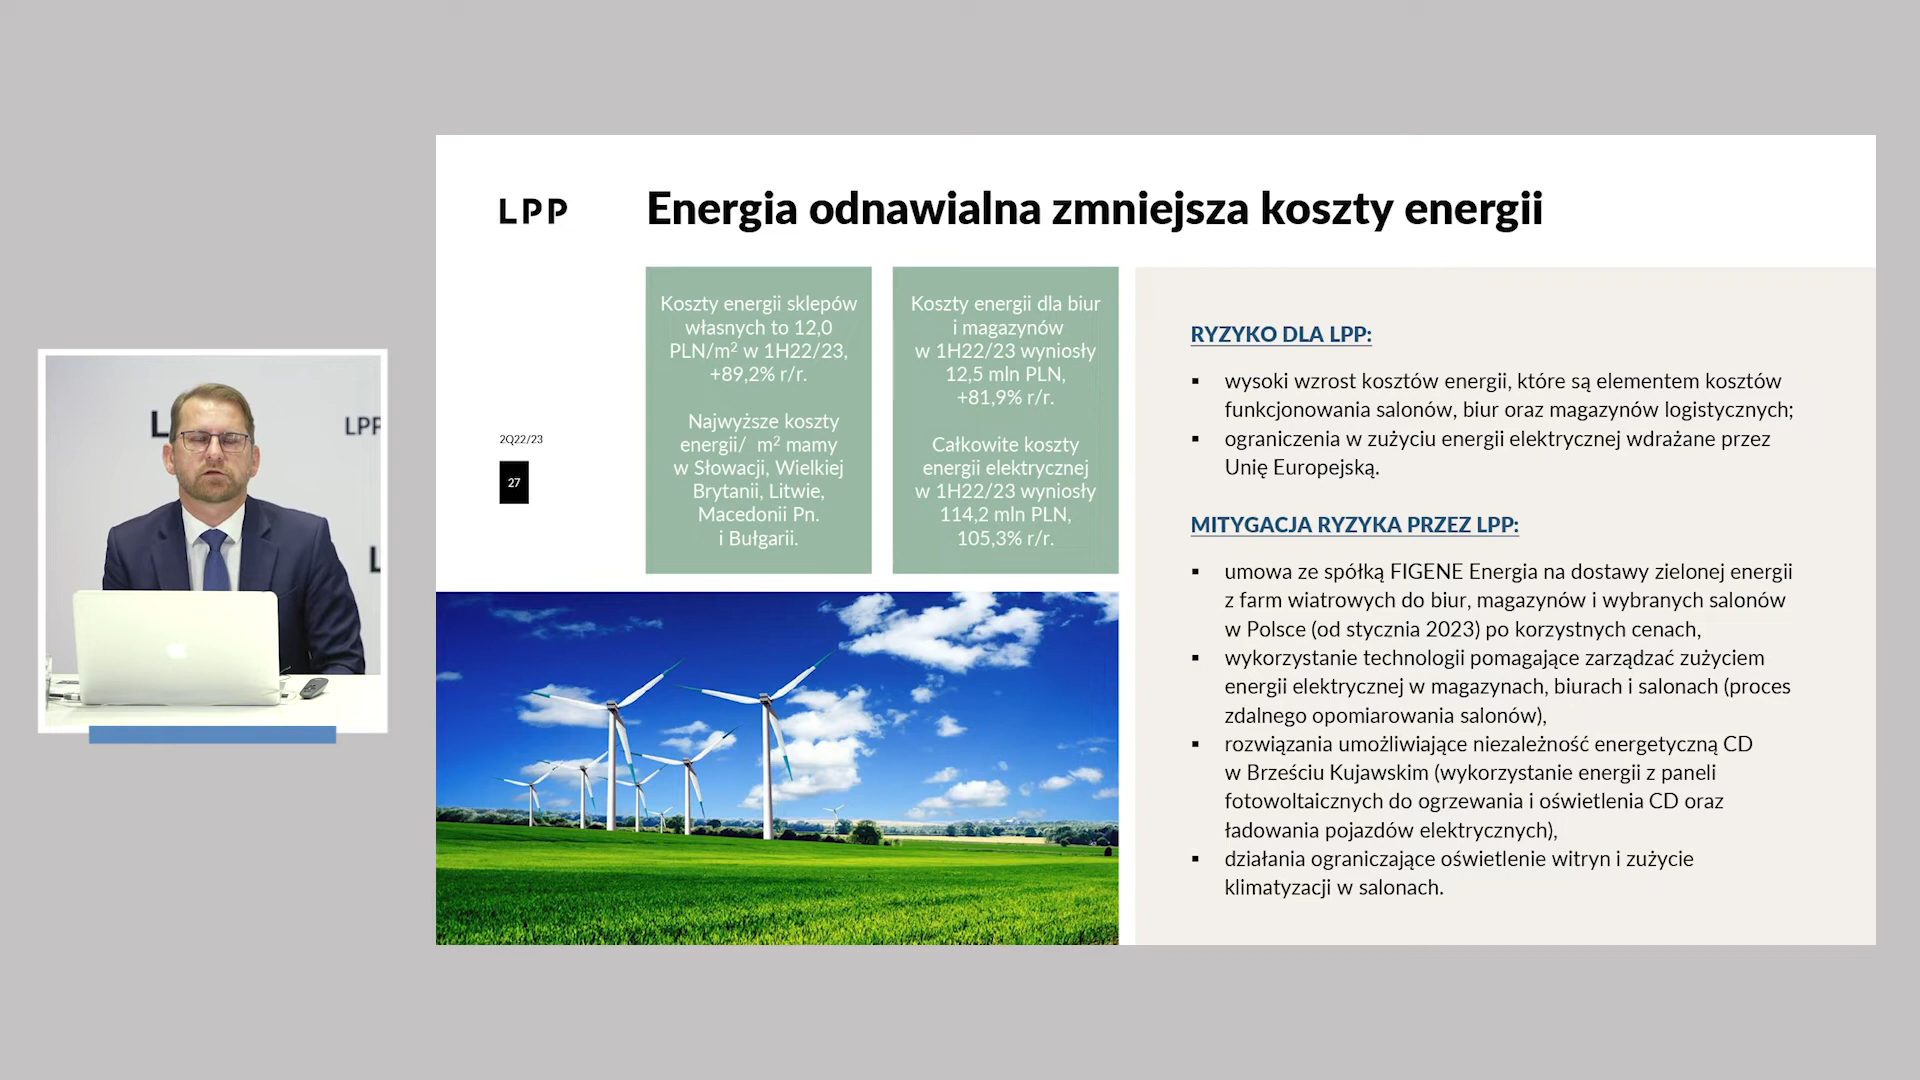 LPP
Energia odnawialna zmniejsza koszty energii
Koszty energii sklepów
własnych to 12,0
PLN/m² w 1H22/23,
+89,2% r/r.
Najwyższe koszty
energii/ m² mamy
w Słowacji, Wielkiej
Brytanii, Litwie,
Macedonii Pn.
i Bułgarii.
Koszty energii dla biur
i magazynów
w 1H22/23 wyniosły
12,5 mln PLN,
+81,9% r/r.
Całkowite koszty
energii elektrycznej
w 1H22/23 wyniosły
114,2 mln PLN,
105,3% r/r.
RYZYKO DLA LPP:
▪ wysoki wzrost kosztów energii, które są elementem kosztów
funkcjonowania salonów, biur oraz magazynów logistycznych;
▪ ograniczenia w zużyciu energii elektrycznej wdrażane przez
Unię Europejską.
MITYGACJA RYZYKA PRZEZ LPP:
▪ umowa ze spółką FIGENE Energia na dostawy zielonej energii
z farm wiatrowych do biur, magazynów i wybranych salonów
w Polsce (od stycznia 2023) po korzystnych cenach,
▪ wykorzystanie technologii pomagające zarządzać zużyciem
energii elektrycznej w magazynach, biurach i salonach (proces
zdalnego opomiarowania salonów),
▪ rozwiązania umożliwiające niezależność energetyczną CD
w Brześciu Kujawskim (wykorzystanie energii z paneli
fotowoltaicznych do ogrzewania i oświetlenia CD oraz
ładowania pojazdów elektrycznych),
▪ działania ograniczające oświetlenie witryn i zużycie
klimatyzacji w salonach.
2Q22/23
27
L
LPP
L